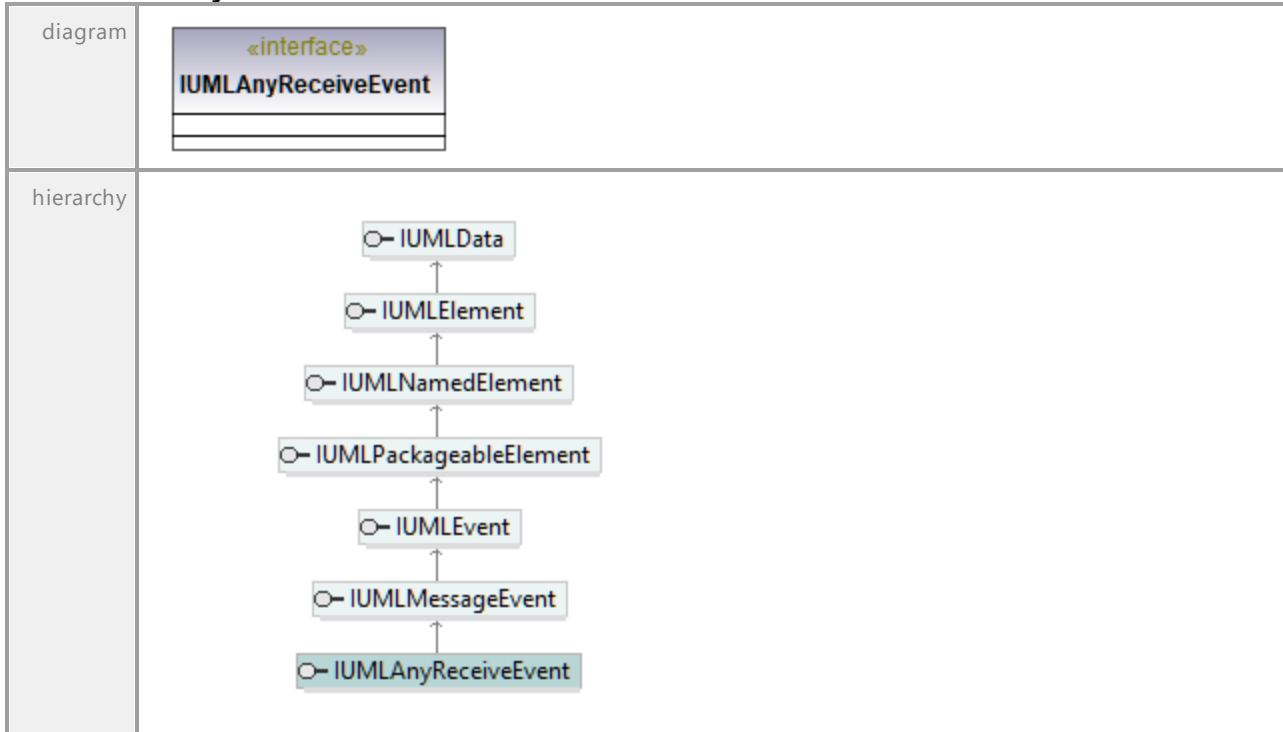 diagram
«interface»
IUMLAnyReceiveEvent
hierarchy
IUMLData
IUMLElement
IUMLNamedElement
IUMLPackageableElement
IUMLEvent
IUMLMessageEvent
IUMLAnyReceiveEvent